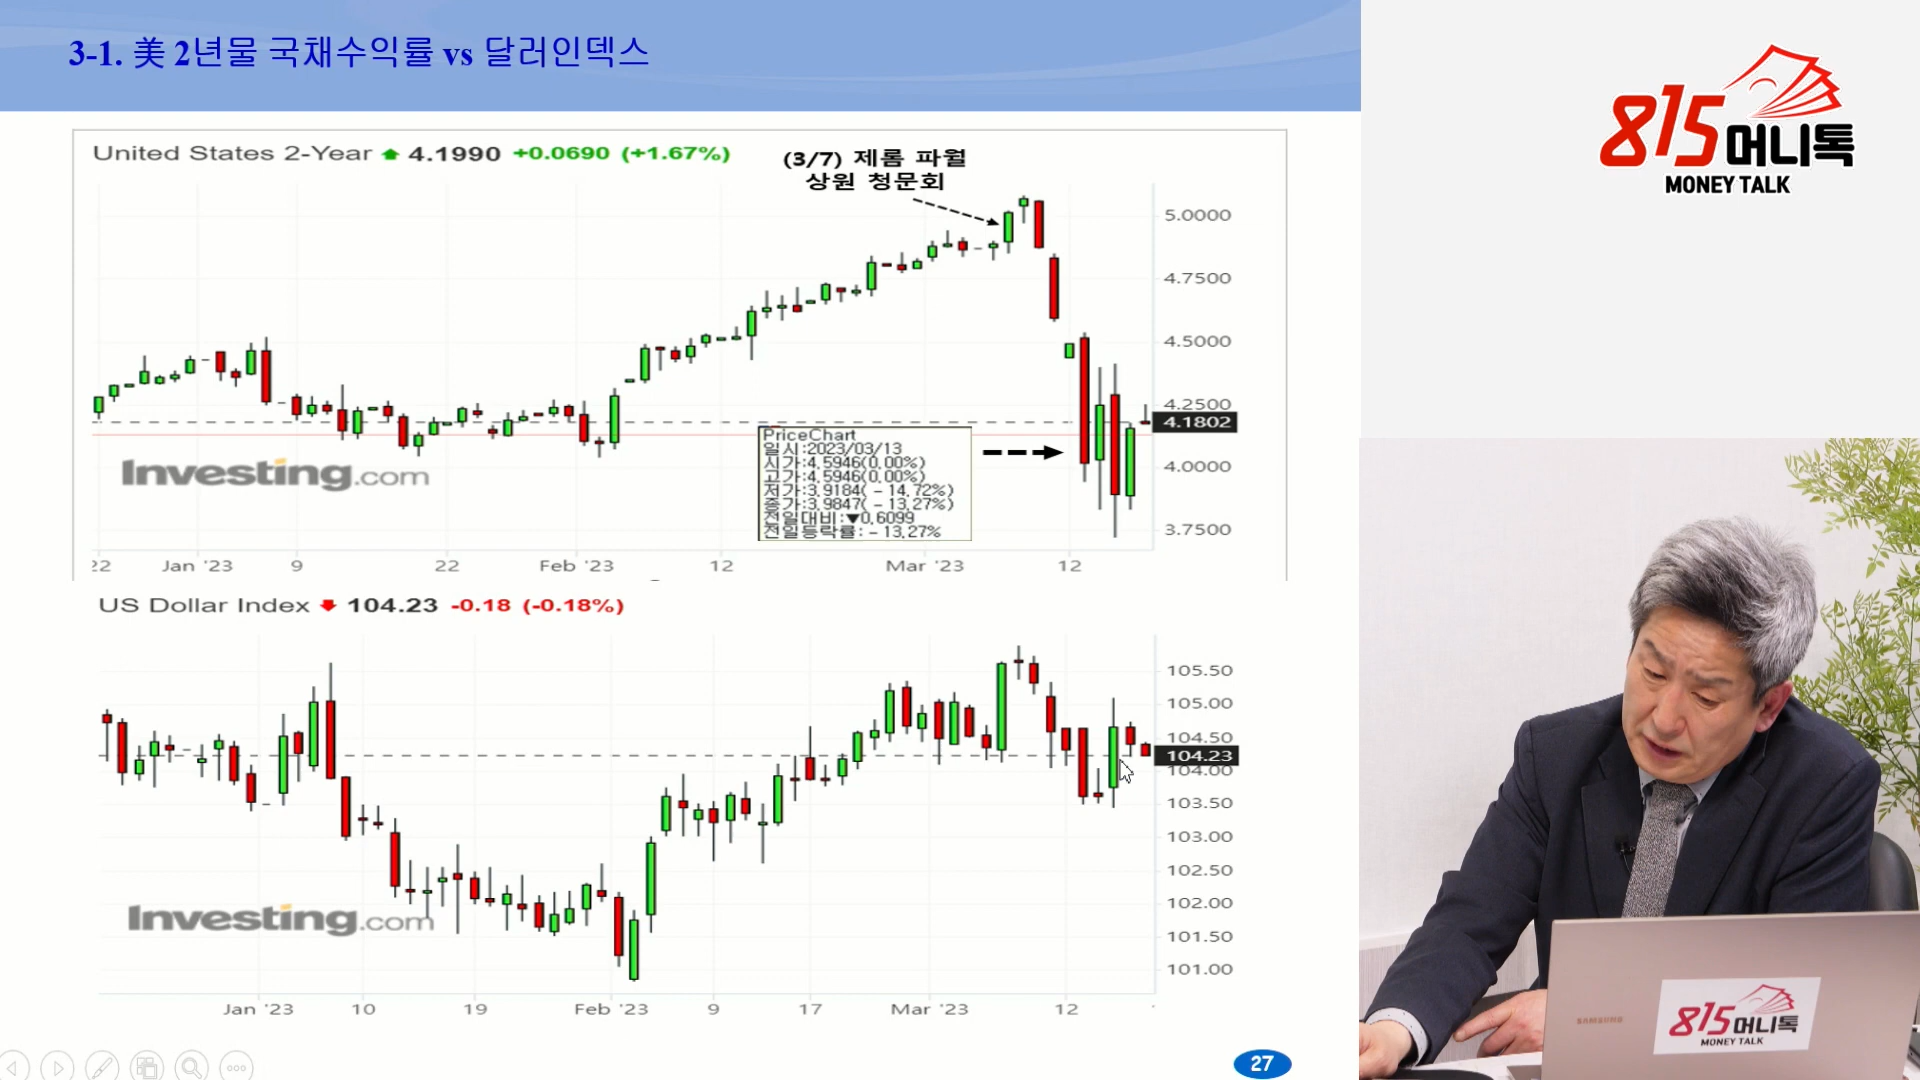 3-1. 美 2년물 국채수익률 vs 달러인덱스
815머니톡
MONEY TALK
United States 2-Year 4.1990 +0.0690 (+1.67%)
(3/7) 제롬 파월
상원 청문회
5.0000
4.7500
4.5000
4.2500
4.1802
4.0000
3.7500
PriceChart
일시:2023/03/13
시가:4.5946(0.00%)
고가:4.5946(0.00%)
저가:3.9184( - 14.72%)
종가:3.9847( - 13.27%)
전일대비:▼0.6099
전일등락률: - 13.27%
Investing.com
22 Jan '23 9 22 Feb '23 12 Mar '23 12
US Dollar Index 104.23 -0.18 (-0.18%)
105.50
105.00
104.50
104.23
104.00
103.50
103.00
102.50
102.00
101.50
101.00
Investing.com
Jan '23 10 19 Feb '23 9 17 Mar '23 12
27
SAMSUNG
815머니톡
MONEY TALK